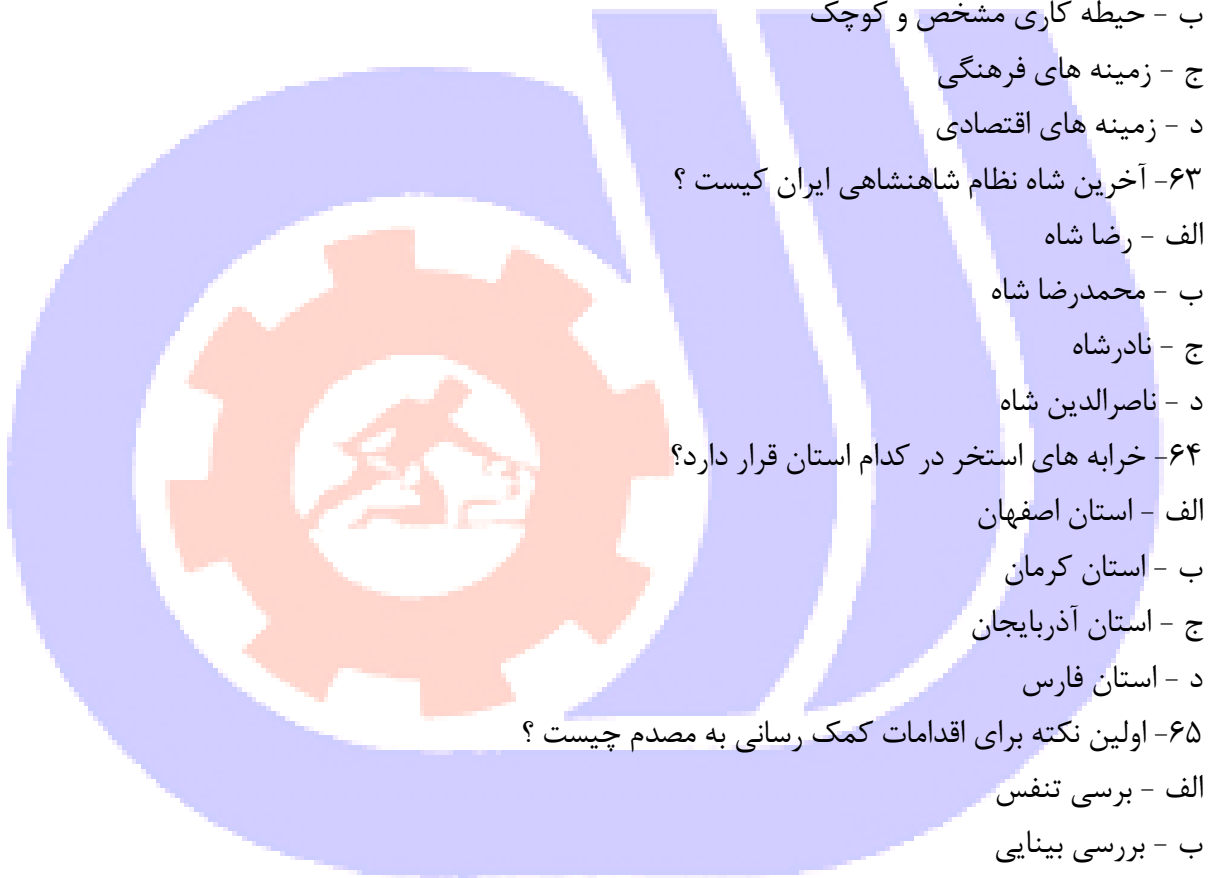 ب - حیطه کاری مشخص و کوچک
ج - زمینه های فرهنگی
د - زمینه های اقتصادی
۶۳- آخرین شاه نظام شاهنشاهی ایران کیست ؟
الف - رضا شاه
ب - محمدرضا شاه
ج - نادرشاه
د - ناصرالدین شاه
۶۴- خرابه های استخر در کدام استان قرار دارد؟
الف - استان اصفهان
ب - استان کرمان
ج - استان آذربایجان
د - استان فارس
۶۵- اولین نکته برای اقدامات کمک رسانی به مصدم چیست ؟
الف - برسی تنفس
ب - بررسی بینایی